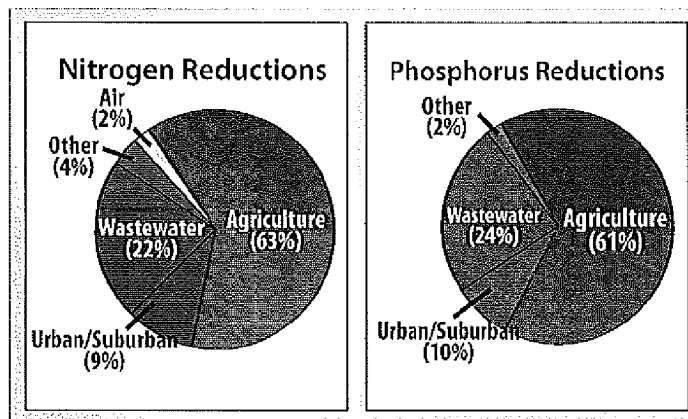 Nitrogen Reductions
Air
(2%)
Other
(4%)
Wastewater
(22%)
Agriculture
(63%)
Urban/Suburban
(9%)
Phosphorus Reductions
Other
(2%)
Wastewater
(24%)
Agriculture
(61%)
Urban/Suburban
(10%)